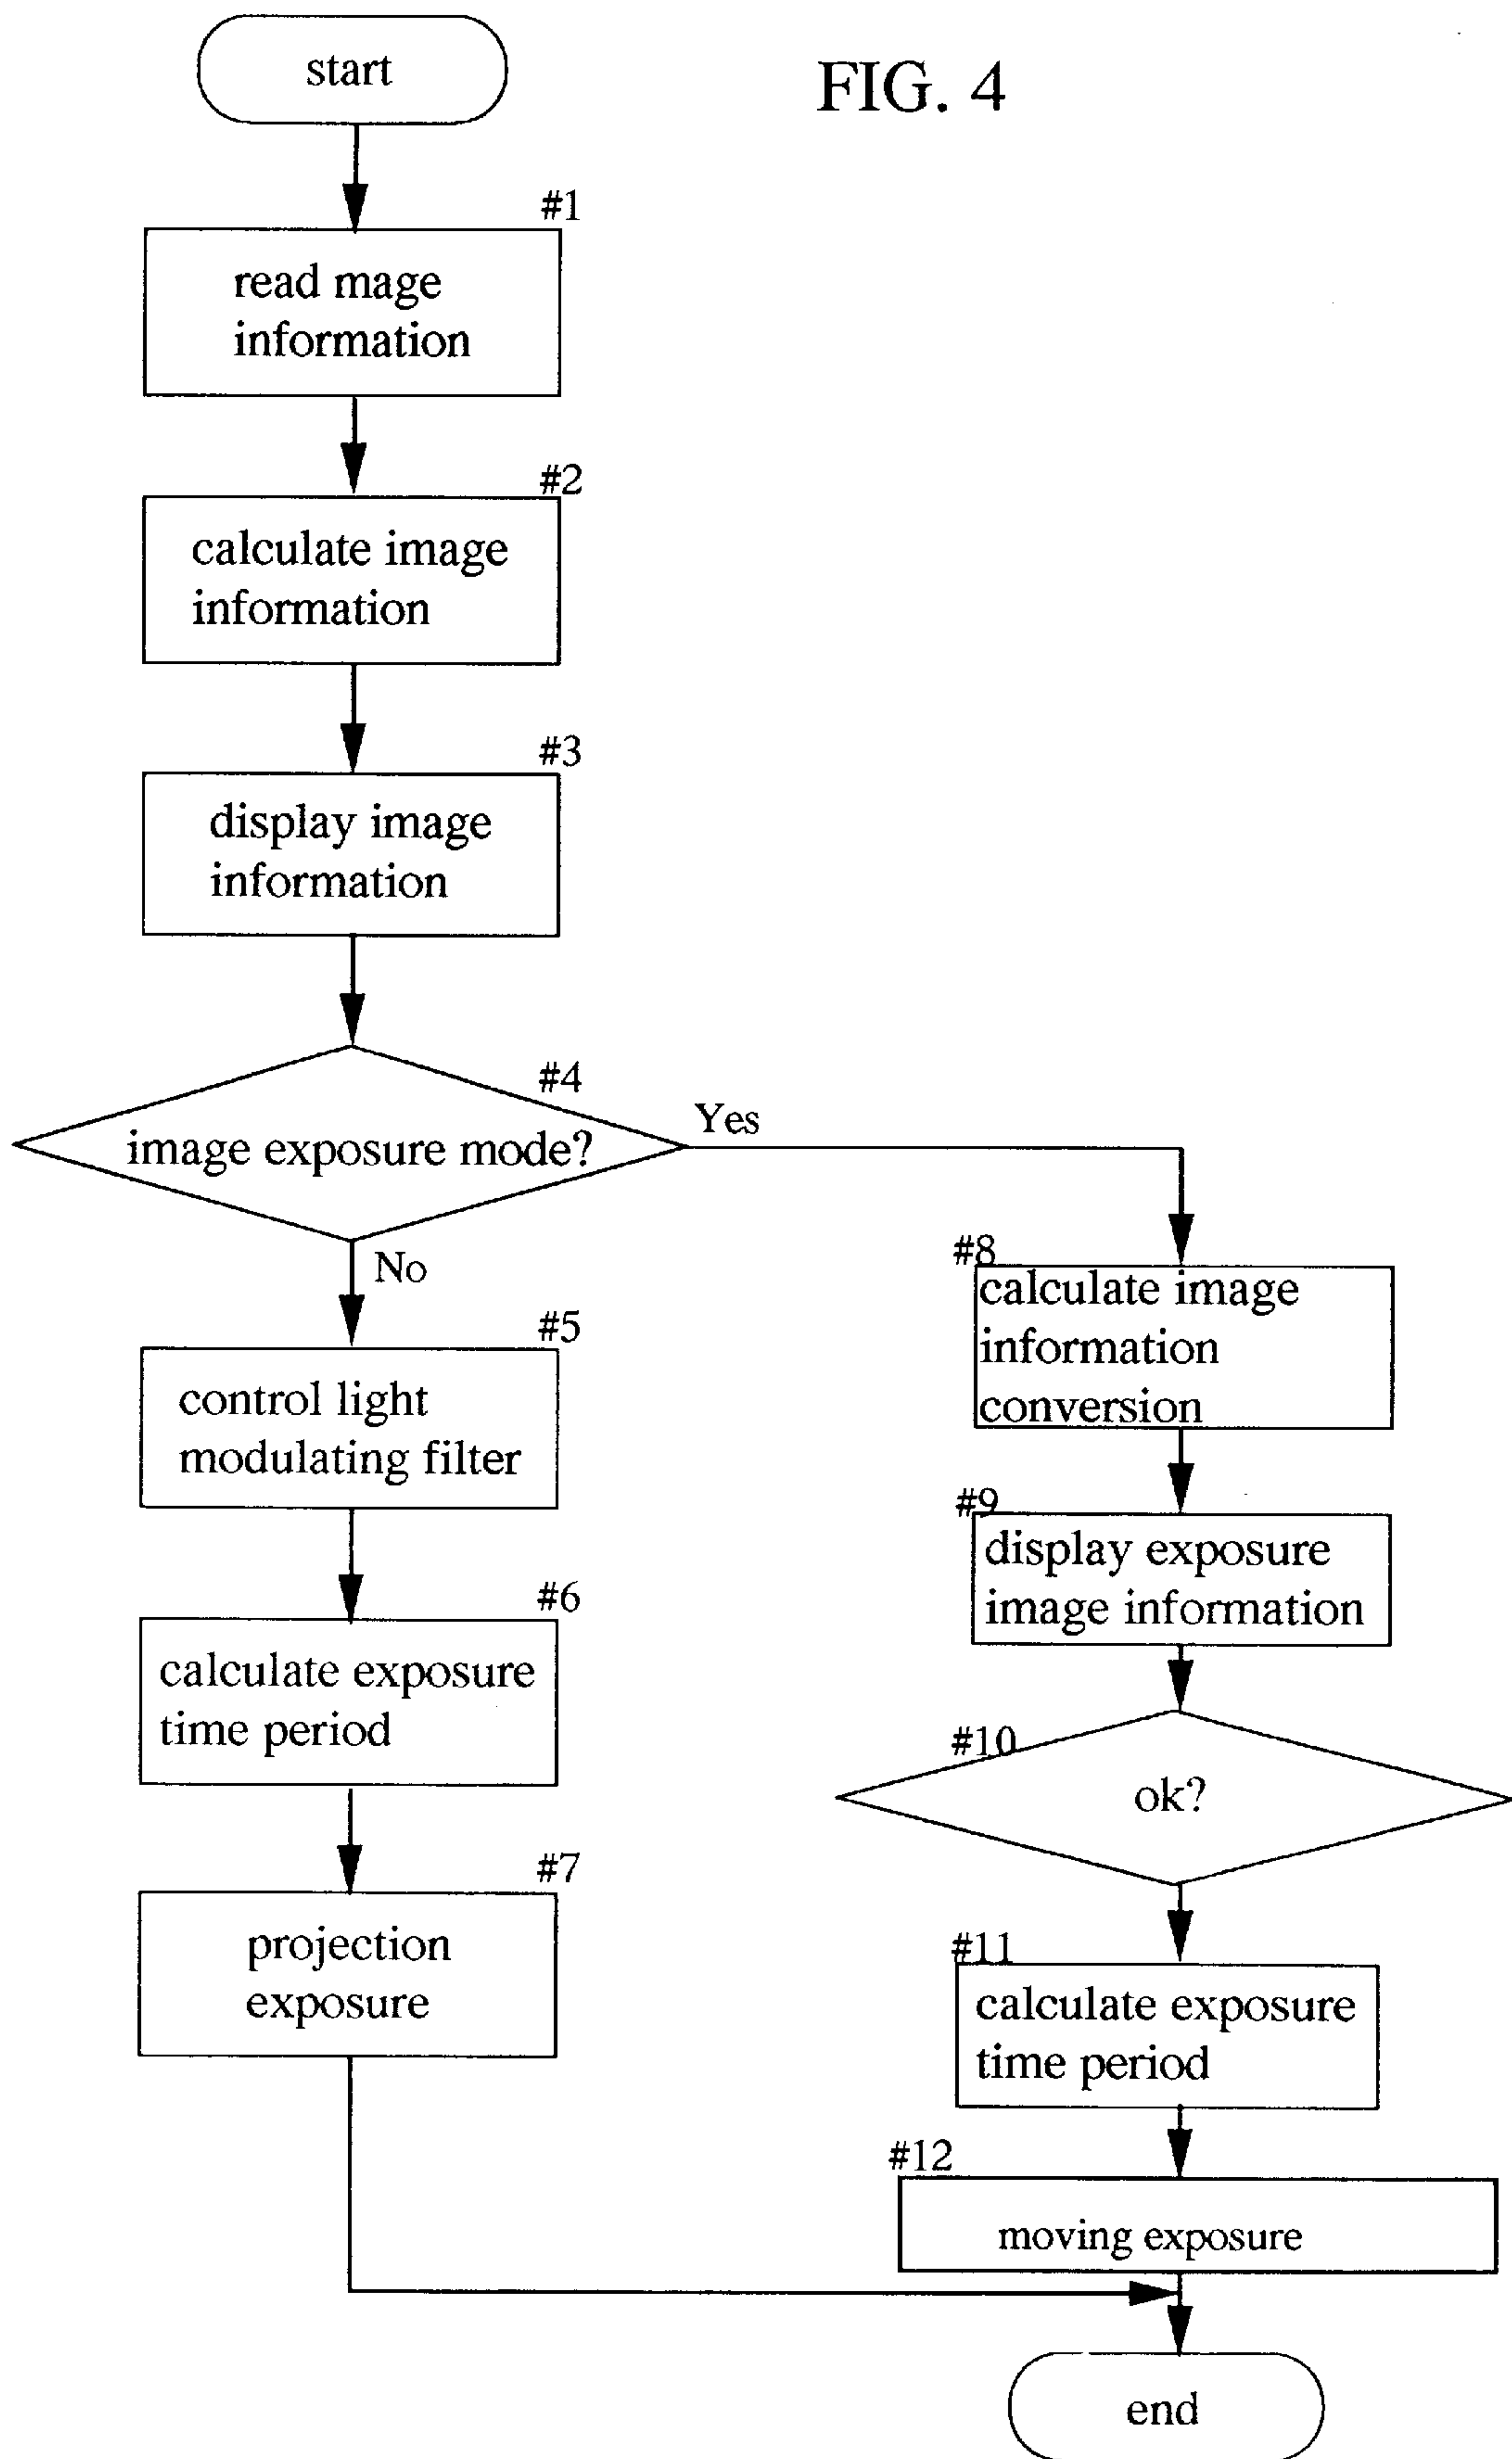 start
FIG. 4
#1
read mage
information
#2
calculate image
information
#3
display image
information
#4
image exposure mode?
Yes
No
#5
control light
modulating filter
#6
calculate exposure
time period
#7
projection
exposure
#8
calculate image
information
conversion
#9
display exposure
image information
#10
ok?
#11
calculate exposure
time period
#12
moving exposure
end